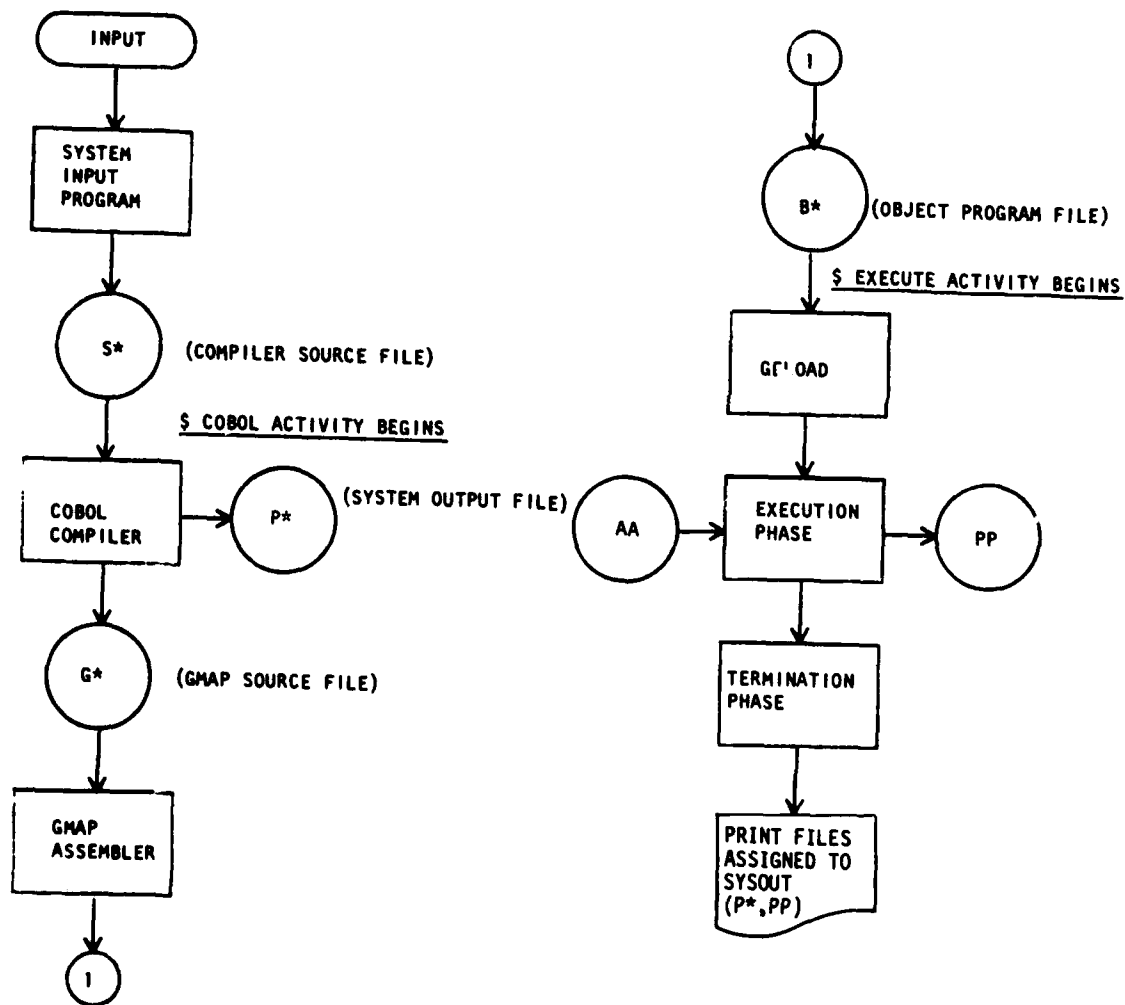 INPUT
SYSTEM
INPUT
PROGRAM
S*
(COMPILER SOURCE FILE)
$ COBOL ACTIVITY BEGINS
COBOL
COMPILER
P*
(SYSTEM OUTPUT FILE)
G*
(GMAP SOURCE FILE)
GMAP
ASSEMBLER
1
1
B*
(OBJECT PROGRAM FILE)
$ EXECUTE ACTIVITY BEGINS
AA
EXECUTION
PHASE
PP
TERMINATION
PHASE
PRINT FILES
ASSIGNED TO
SYSOUT
(P*,PP)